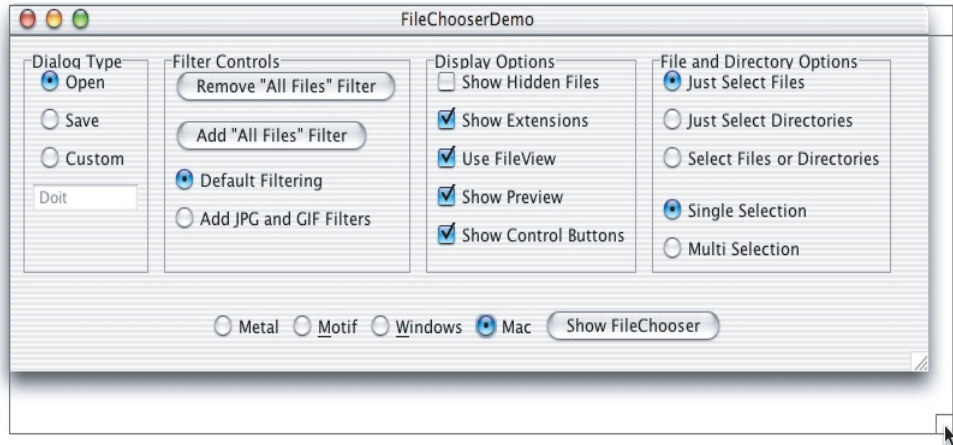 FileChooserDemo
Dialog Type
Open
Save
Custom
Doit
Filter Controls
Remove "All Files" Filter
Add "All Files" Filter
Default Filtering
Add JPG and GIF Filters
Display Options
Show Hidden Files
Show Extensions
Use FileView
Show Preview
Show Control Buttons
File and Directory Options
Just Select Files
Just Select Directories
Select Files or Directories
Single Selection
Multi Selection
Metal Motif Windows Mac Show FileChooser